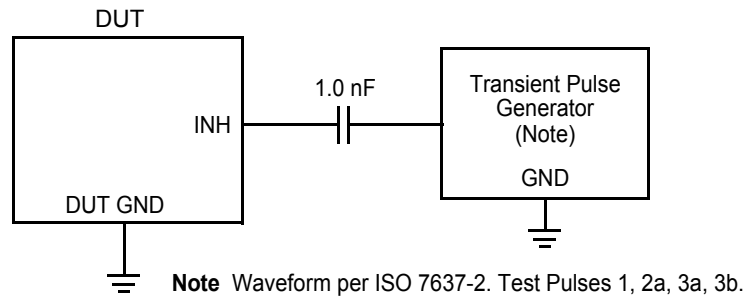 DUT
1.0 nF
Transient Pulse
Generator
(Note)
INH
GND
DUT GND
Note Waveform per ISO 7637-2. Test Pulses 1, 2a, 3a, 3b.